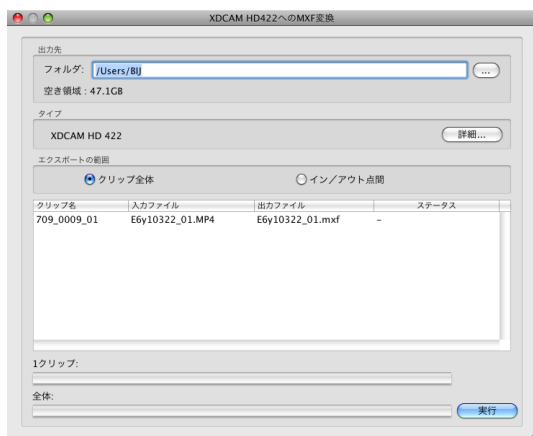 XDCAM HD422へのMXF変換
出力先
フォルダ: /Users/BIJ ...
空き領域 : 47.1GB
タイプ
XDCAM HD 422 詳細...
エクスポートの範囲
クリップ全体 イン/アウト点間
クリップ名 入力ファイル 出力ファイル ステータス
709_0009_01 E6y10322_01.MP4 E6y10322_01.mxf –
1クリップ:
全体:
実行